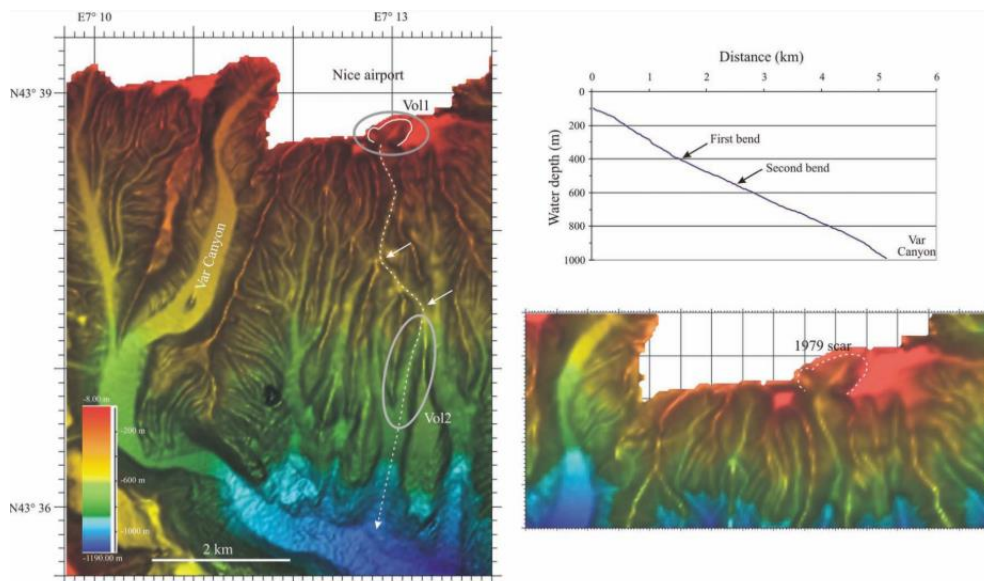 E7° 10
E7° 13
N43° 39
Nice airport
Vol1
Var Canyon
Vol2
N43° 36
-8.00 m
-200 m
-600 m
-1000 m
-1190.00 m
2 km
Distance (km)
0 1 2 3 4 5 6
Water depth (m)
0
200
400
600
800
1000
First bend
Second bend
Var
Canyon
1979 scar